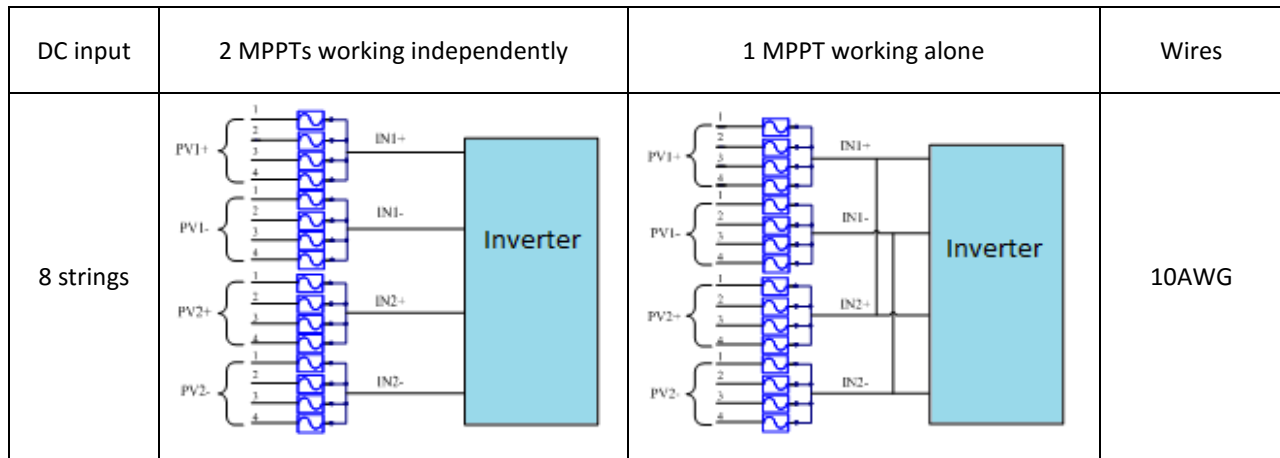 DC input
2 MPPTs working independently
1 MPPT working alone
Wires
8 strings
PV1+
1
2
3
4
PV1-
1
2
3
4
PV2+
1
2
3
4
PV2-
1
2
3
4
IN1+
IN1-
IN2+
IN2-
Inverter
PV1+
1
2
3
4
PV1-
1
2
3
4
PV2+
1
2
3
4
PV2-
1
2
3
4
IN1+
IN1-
IN2+
IN2-
Inverter
10AWG